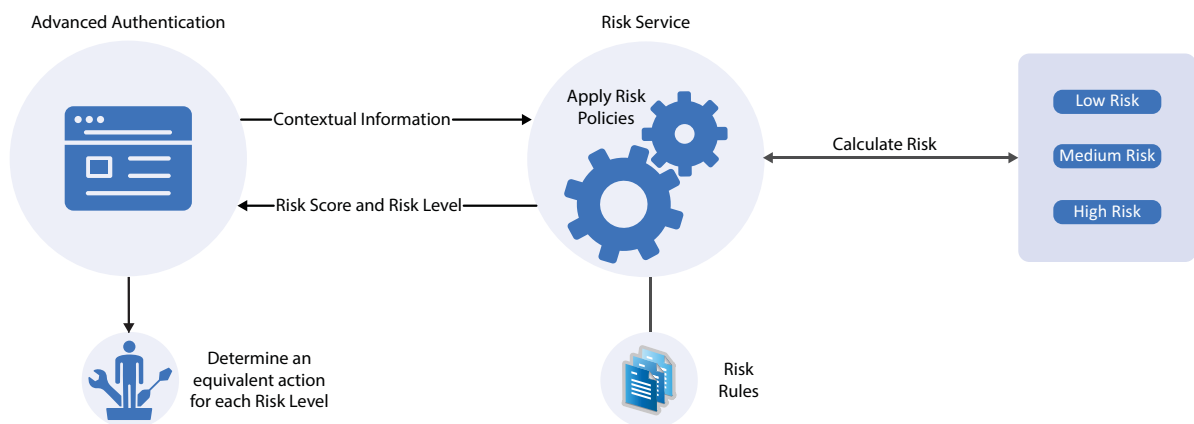 Advanced Authentication
Risk Service
Apply Risk
Policies
Contextual Information
Risk Score and Risk Level
Calculate Risk
Low Risk
Medium Risk
High Risk
Determine an
equivalent action
for each Risk Level
Risk
Rules